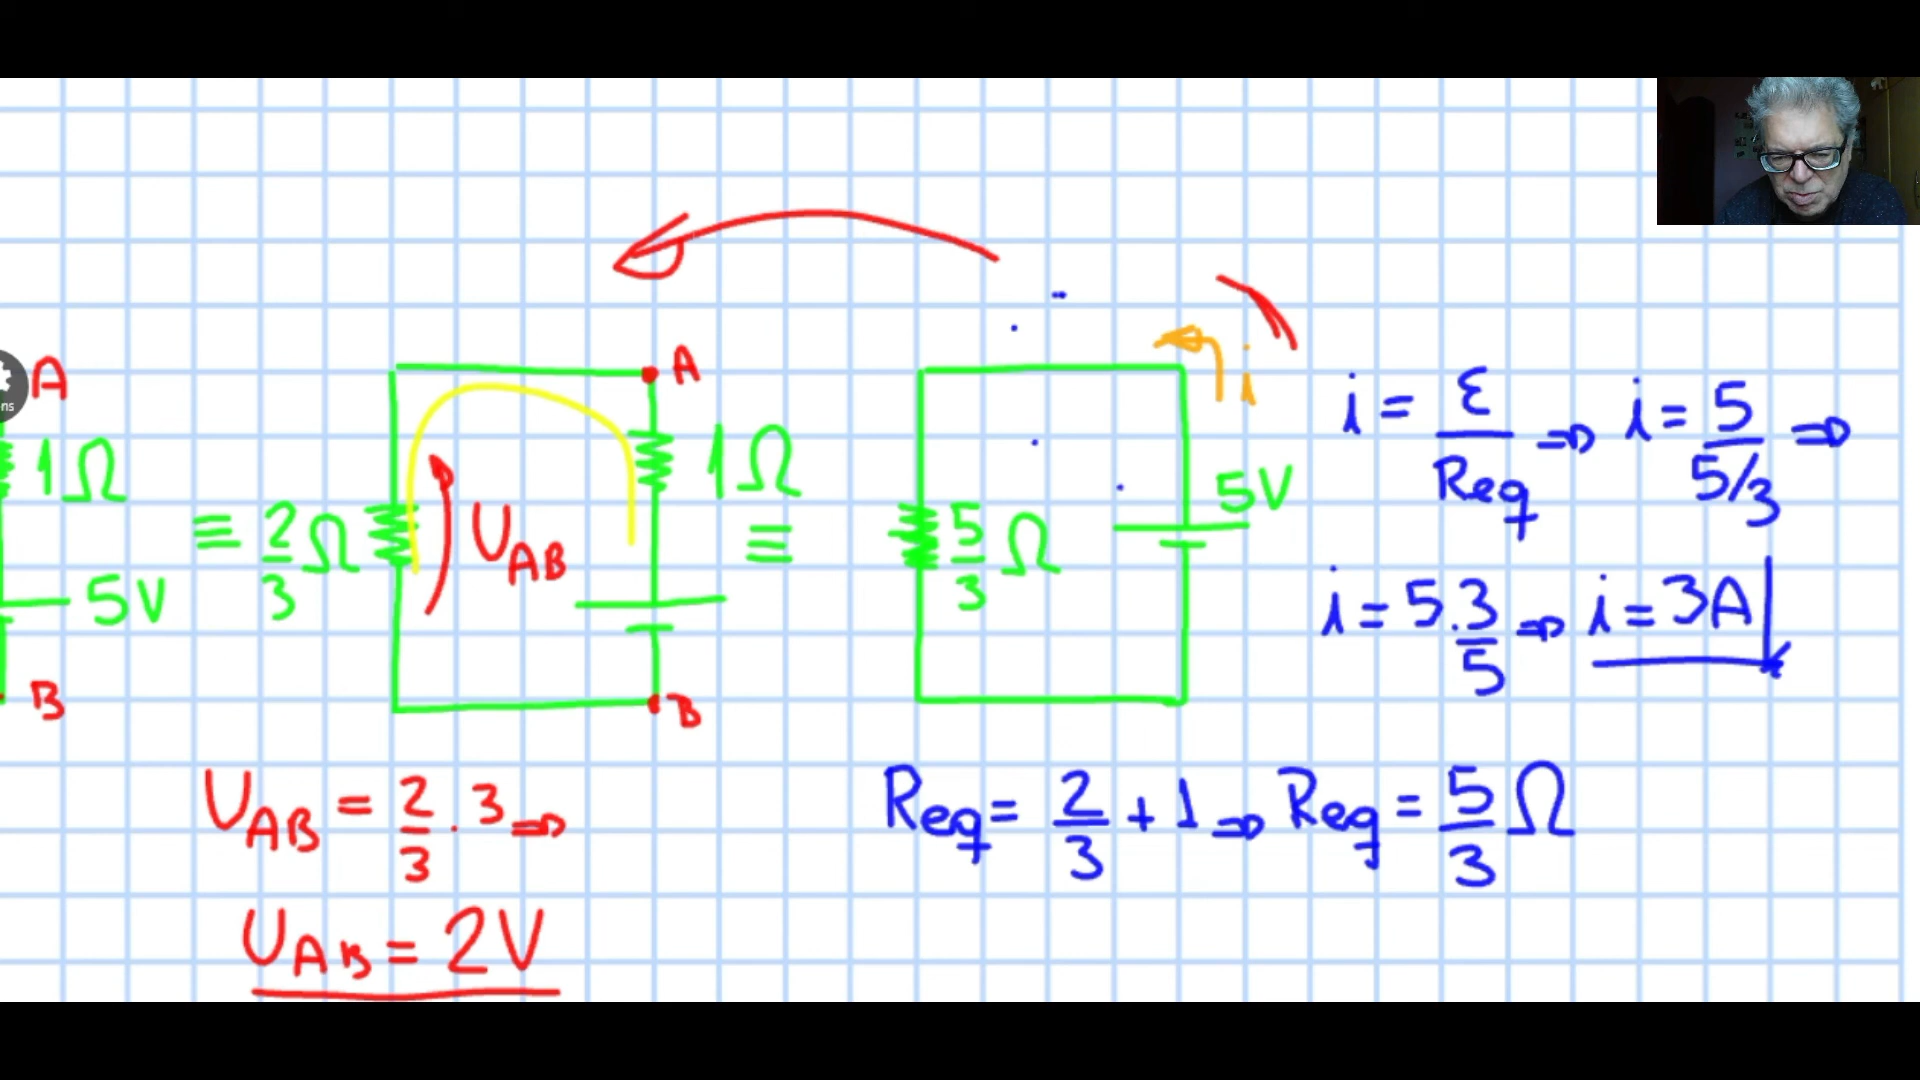 A
A
i
1Ω
1Ω
i = ε/Req ⇒ i = 5/5/3 ⇒
ns
≡ 2/3 Ω
U_AB
≡
5/3 Ω
5V
5V
i = 5.3/5 ⇒ i = 3A
B
B
U_AB = 2/3 . 3 ⇒
Req = 2/3 + 1 ⇒ Req = 5/3 Ω
U_AB = 2V